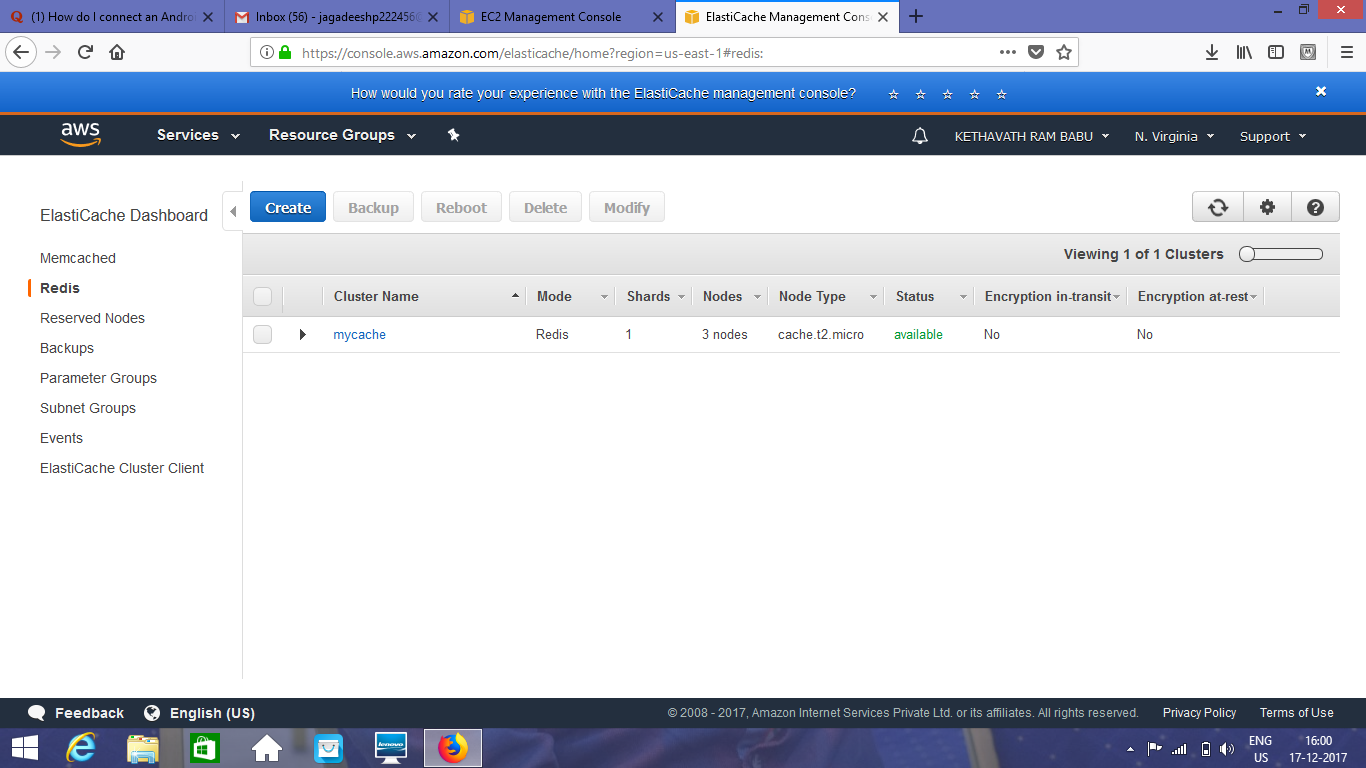 (1) How do I connect an Andro
Inbox (56) - jagadeeshp222456@
EC2 Management Console
ElastiCache Management Cons
https://console.aws.amazon.com/elasticache/home?region=us-east-1#redis:
How would you rate your experience with the ElastiCache management console?
aws
Services
Resource Groups
KETHAVATH RAM BABU
N. Virginia
Support
ElastiCache Dashboard
Memcached
Redis
Reserved Nodes
Backups
Parameter Groups
Subnet Groups
Events
ElastiCache Cluster Client
Create
Backup
Reboot
Delete
Modify
Viewing 1 of 1 Clusters
Cluster Name
Mode
Shards
Nodes
Node Type
Status
Encryption in-transit
Encryption at-rest
mycache
Redis
1
3 nodes
cache.t2.micro
available
No
No
Feedback
English (US)
© 2008 - 2017, Amazon Internet Services Private Ltd. or its affiliates. All rights reserved.
Privacy Policy
Terms of Use
lenovo
ENG
US
16:00
17-12-2017